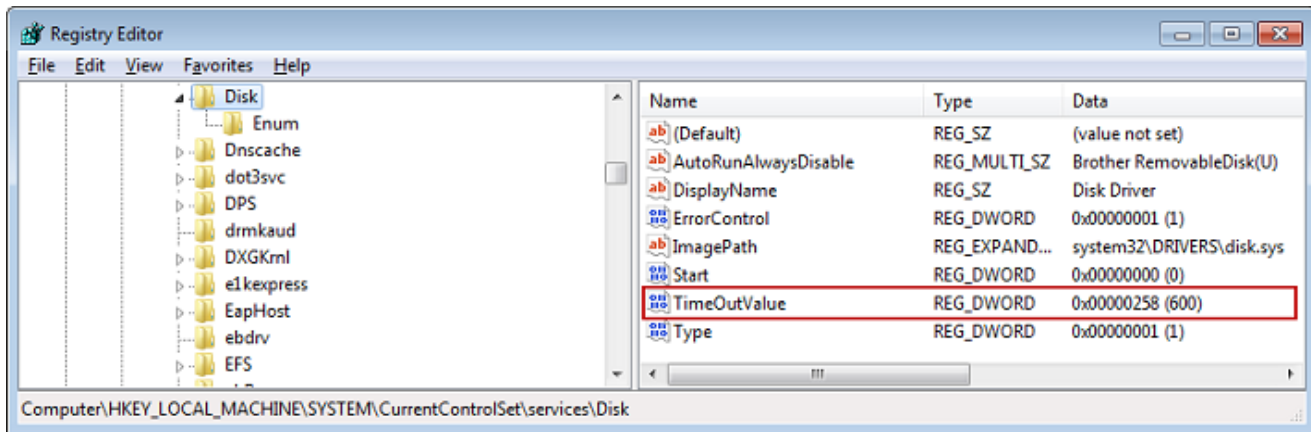 Registry Editor
File Edit View Favorites Help
Disk
Enum
Dnscache
dot3svc
DPS
drmkaud
DXGKrnl
e1kexpress
EapHost
ebdrv
EFS
Name Type Data
(Default) REG_SZ (value not set)
AutoRunAlwaysDisable REG_MULTI_SZ Brother RemovableDisk(U)
DisplayName REG_SZ Disk Driver
ErrorControl REG_DWORD 0x00000001 (1)
ImagePath REG_EXPAND... system32\DRIVERS\disk.sys
Start REG_DWORD 0x00000000 (0)
TimeOutValue REG_DWORD 0x00000258 (600)
Type REG_DWORD 0x00000001 (1)
Computer\HKEY_LOCAL_MACHINE\SYSTEM\CurrentControlSet\services\Disk